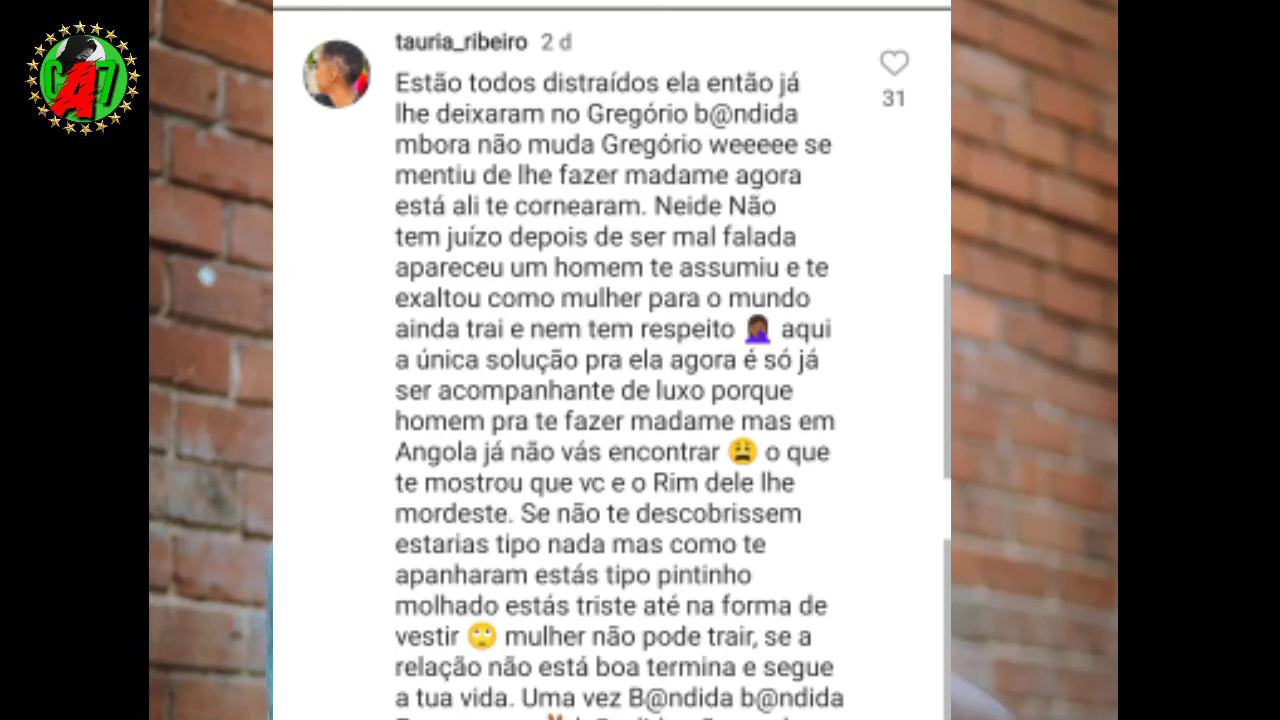 CA7
tauria_ribeiro 2 d
Estão todos distraídos ela então já
lhe deixaram no Gregório b@ndida
mbora não muda Gregório weeeee se
mentiu de lhe fazer madame agora
está ali te cornearam. Neide Não
tem juízo depois de ser mal falada
apareceu um homem te assumiu e te
exaltou como mulher para o mundo
ainda trai e nem tem respeito 🤦🏾‍♀️ aqui
a única solução pra ela agora é só já
ser acompanhante de luxo porque
homem pra te fazer madame mas em
Angola já não vás encontrar 😩 o que
te mostrou que vc e o Rim dele lhe
mordeste. Se não te descobrissem
estarias tipo nada mas como te
apanharam estás tipo pintinho
molhado estás triste até na forma de
vestir 🙄 mulher não pode trair, se a
relação não está boa termina e segue
a tua vida. Uma vez B@ndida b@ndida
31